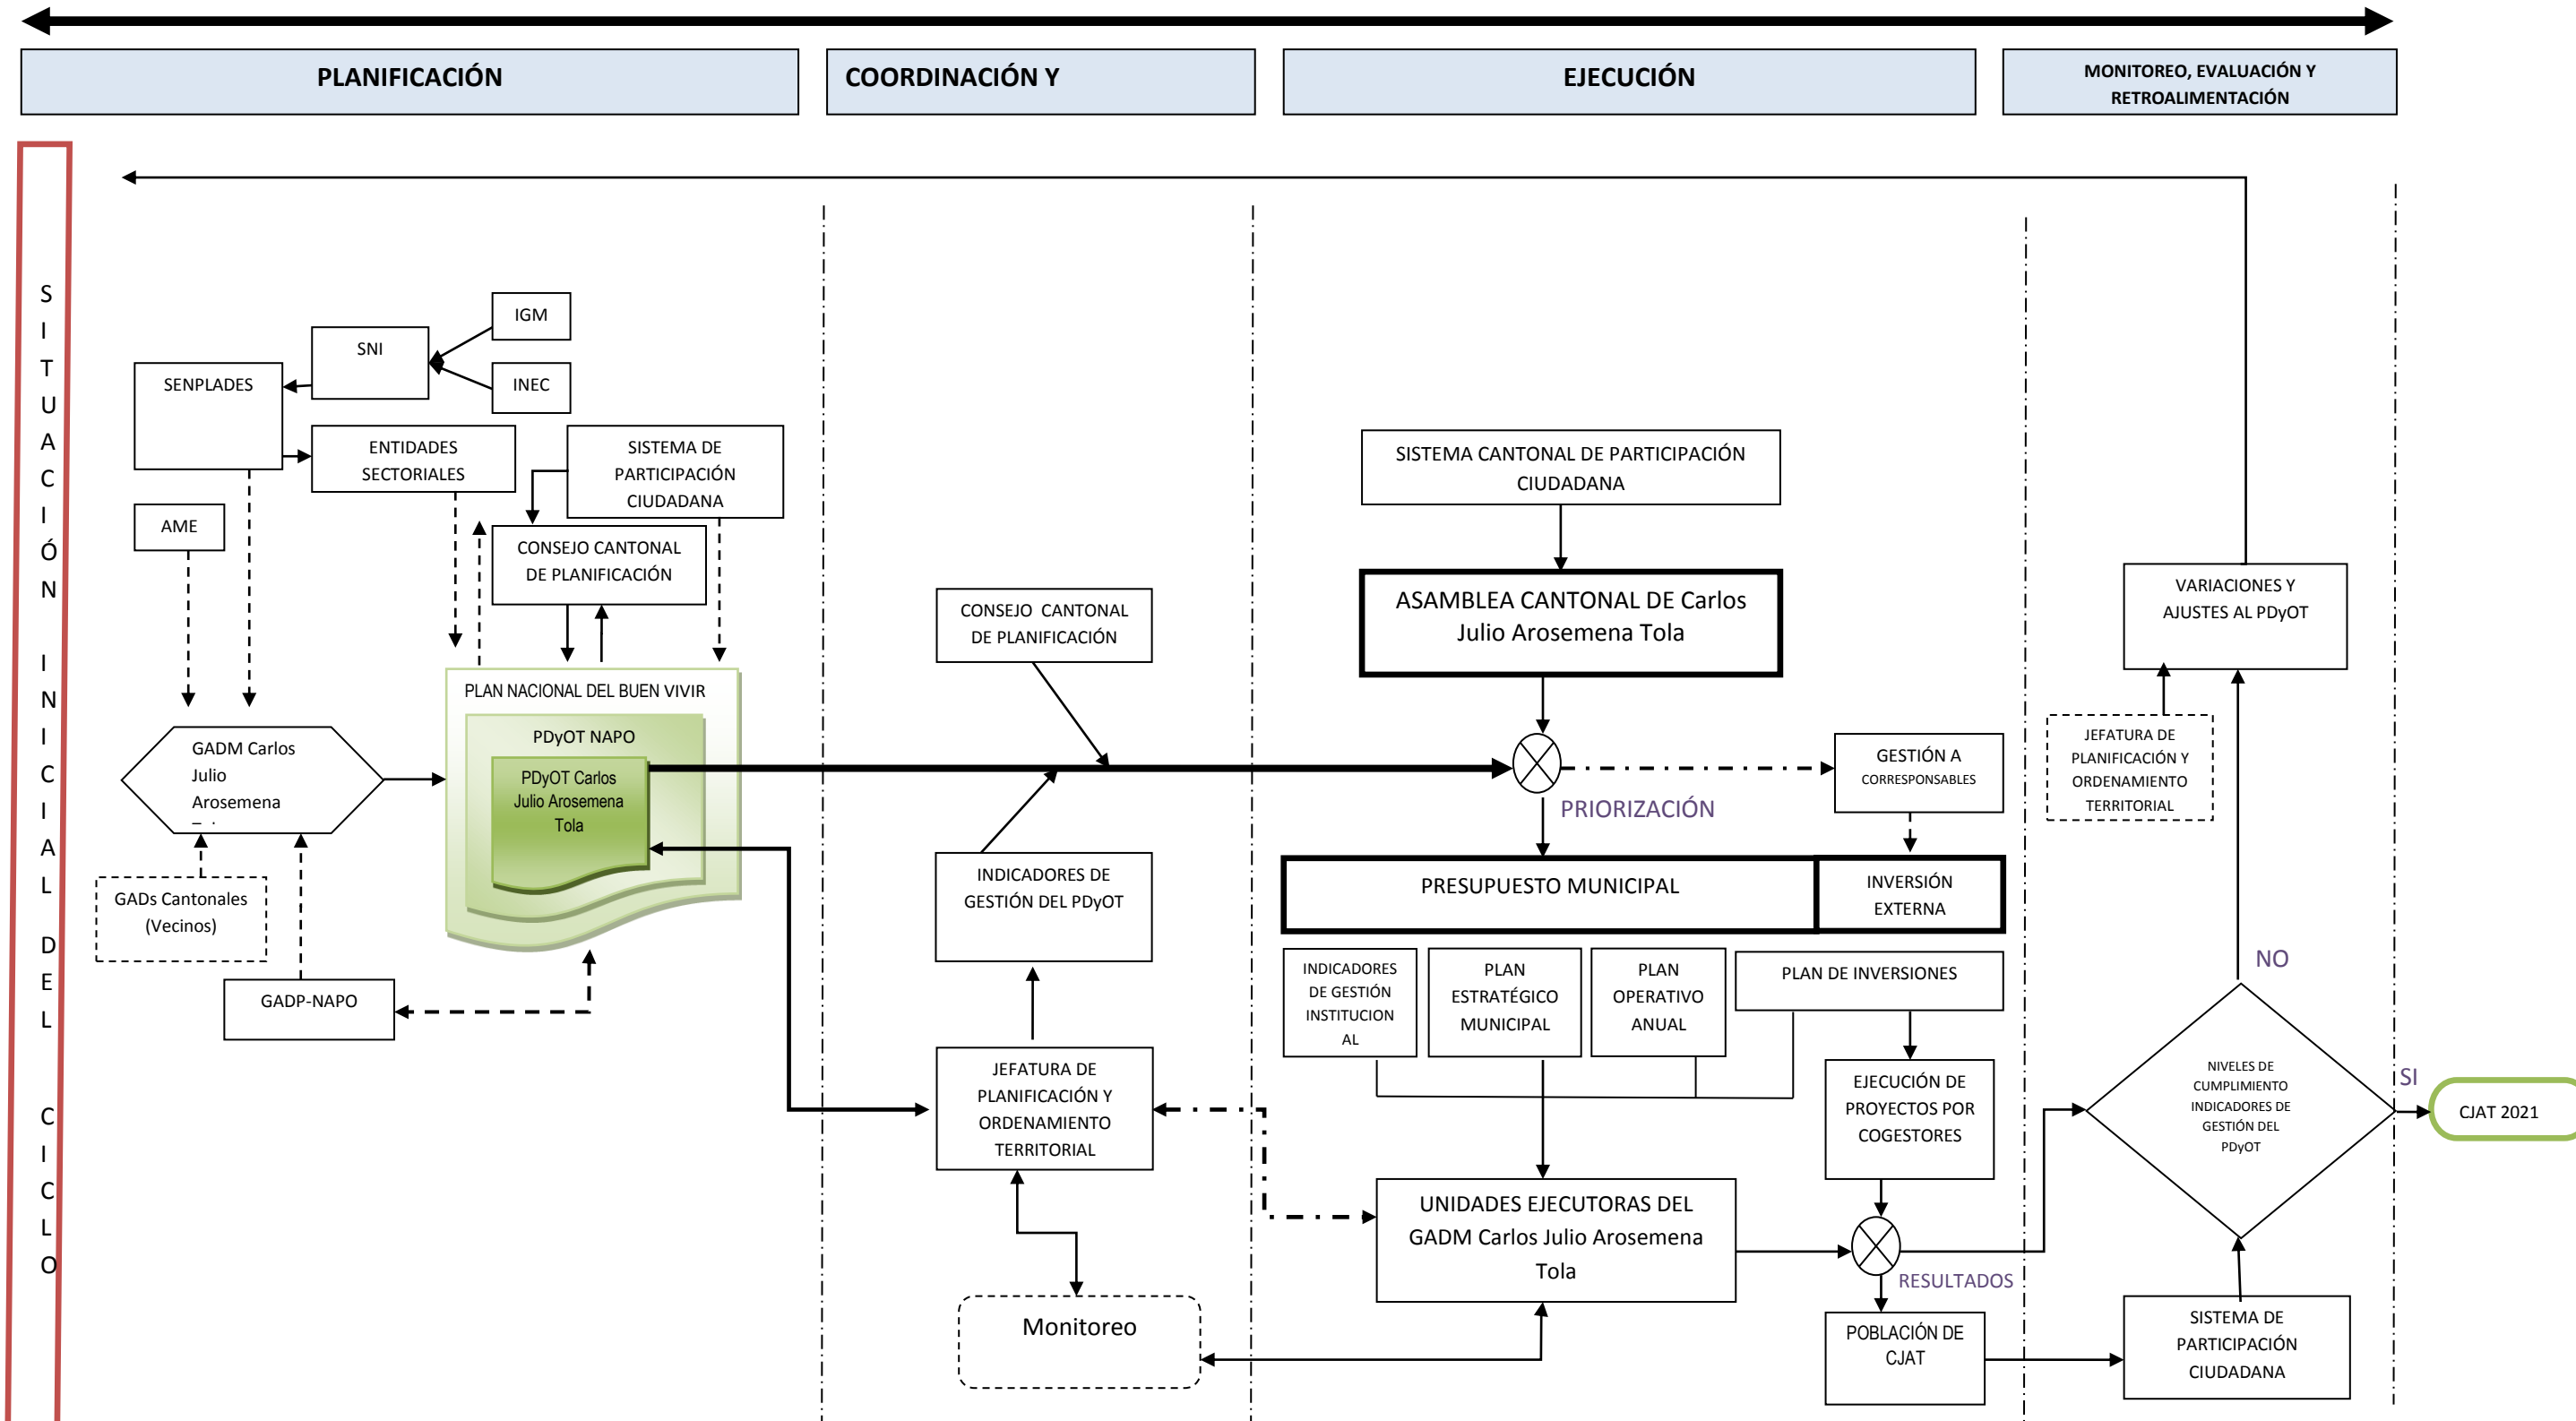 PLANIFICACIÓN
COORDINACIÓN Y
EJECUCIÓN
MONITOREO, EVALUACIÓN Y
RETROALIMENTACIÓN
SITUACIÓN INICIAL DEL CICLO
IGM
SNI
INEC
SENPLADES
ENTIDADES
SECTORIALES
SISTEMA DE
PARTICIPACIÓN
CIUDADANA
AME
CONSEJO CANTONAL
DE PLANIFICACIÓN
PLAN NACIONAL DEL BUEN VIVIR
PDyOT NAPO
PDyOT Carlos
Julio Arosemena
Tola
GADM Carlos
Julio
Arosemena
GADs Cantonales
(Vecinos)
GADP-NAPO
CONSEJO CANTONAL
DE PLANIFICACIÓN
INDICADORES DE
GESTIÓN DEL PDyOT
JEFATURA DE
PLANIFICACIÓN Y
ORDENAMIENTO
TERRITORIAL
Monitoreo
SISTEMA CANTONAL DE PARTICIPACIÓN
CIUDADANA
ASAMBLEA CANTONAL DE Carlos
Julio Arosemena Tola
PRIORIZACIÓN
GESTIÓN A
CORRESPONSABLES
PRESUPUESTO MUNICIPAL
INVERSIÓN
EXTERNA
INDICADORES
DE GESTIÓN
INSTITUCION
AL
PLAN
ESTRATÉGICO
MUNICIPAL
PLAN
OPERATIVO
ANUAL
PLAN DE INVERSIONES
EJECUCIÓN DE
PROYECTOS POR
COGESTORES
UNIDADES EJECUTORAS DEL
GADM Carlos Julio Arosemena
Tola
RESULTADOS
POBLACIÓN DE
CJAT
VARIACIONES Y
AJUSTES AL PDyOT
JEFATURA DE
PLANIFICACIÓN Y
ORDENAMIENTO
TERRITORIAL
NO
NIVELES DE
CUMPLIMIENTO
INDICADORES DE
GESTIÓN DEL
PDyOT
SI
CJAT 2021
SISTEMA DE
PARTICIPACIÓN
CIUDADANA